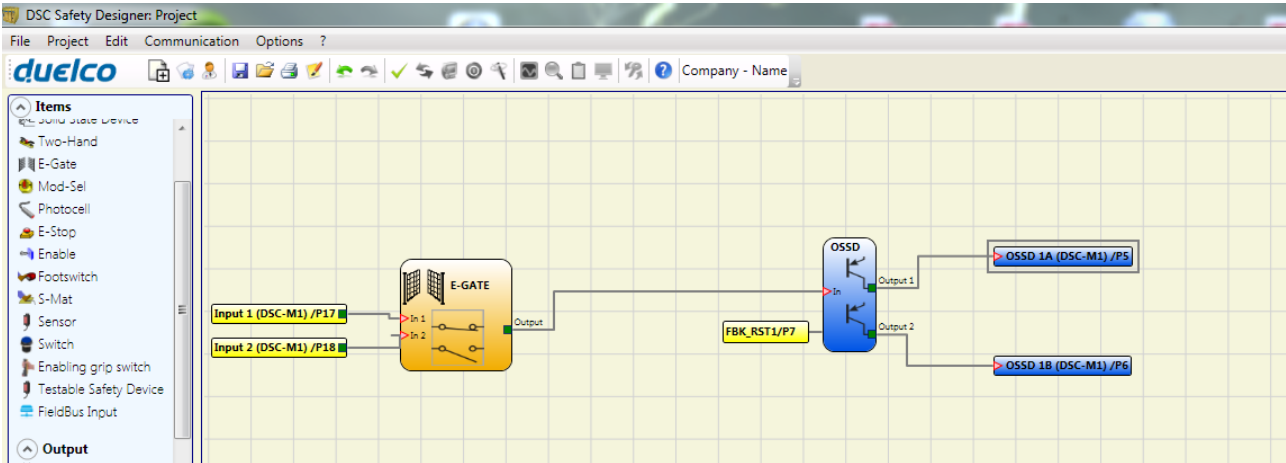 DSC Safety Designer: Project
File Project Edit Communication Options ?
duelco Company - Name
Items
Solid State Device
Two-Hand
E-Gate
Mod-Sel
Photocell
E-Stop
Enable
Footswitch
S-Mat
Sensor
Switch
Enabling grip switch
Testable Safety Device
FieldBus Input
Output
Input 1 (DSC-M1) /P17
Input 2 (DSC-M1) /P18
E-GATE
In 1
In 2
Output
OSSD
In
Output 1
Output 2
FBK_RST1/P7
OSSD 1A (DSC-M1) /P5
OSSD 1B (DSC-M1) /P6